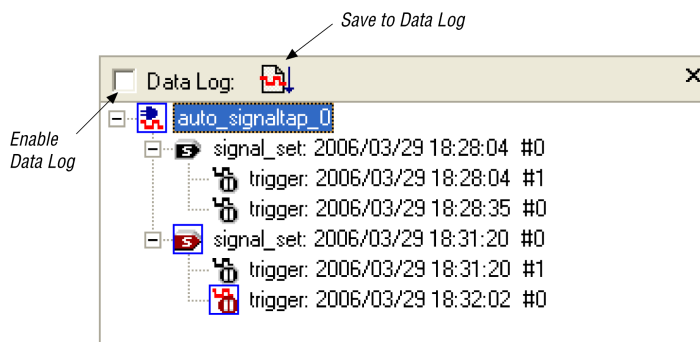 Save to Data Log
Data Log:
Enable
Data Log
auto_signaltap_0
signal_set: 2006/03/29 18:28:04 #0
trigger: 2006/03/29 18:28:04 #1
trigger: 2006/03/29 18:28:35 #0
signal_set: 2006/03/29 18:31:20 #0
trigger: 2006/03/29 18:31:20 #1
trigger: 2006/03/29 18:32:02 #0